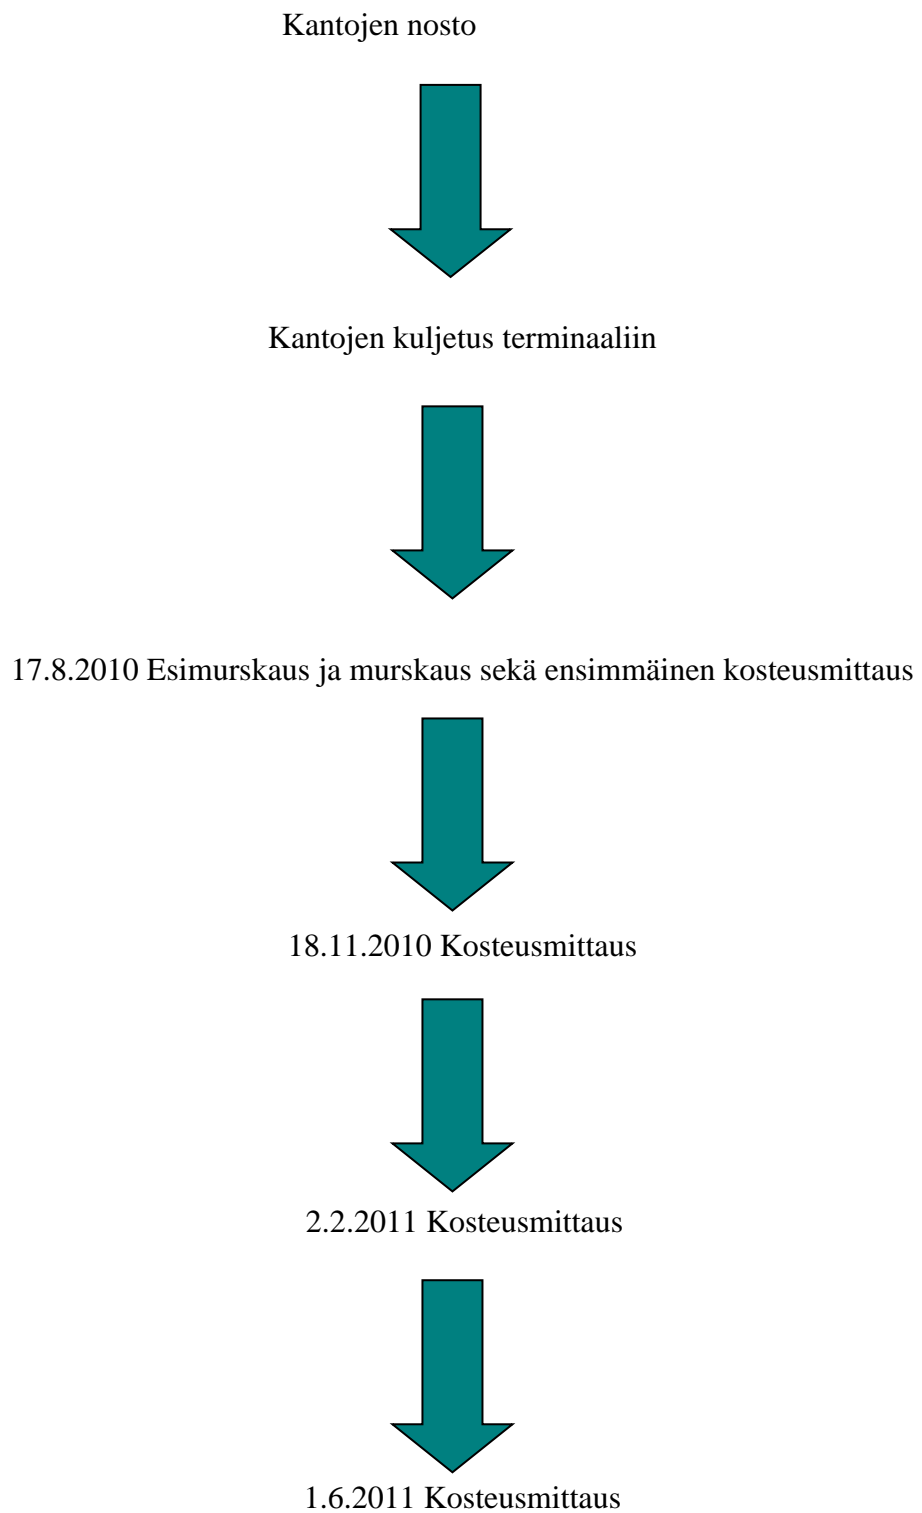 Kantojen nosto
Kantojen kuljetus terminaaliin
17.8.2010 Esimurskaus ja murskaus sekä ensimmäinen kosteusmittaus
18.11.2010 Kosteusmittaus
2.2.2011 Kosteusmittaus
1.6.2011 Kosteusmittaus